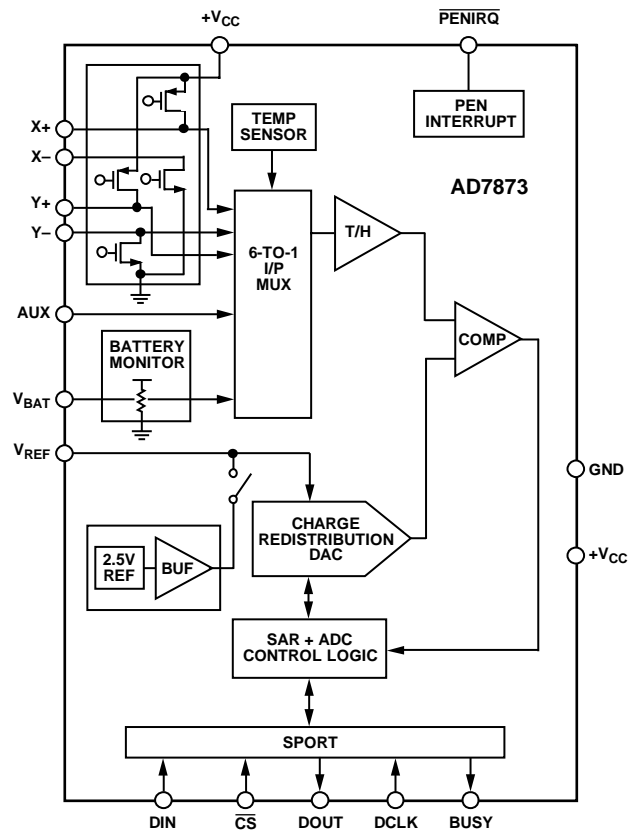 +VCC
PENIRQ
PEN
INTERRUPT
TEMP
SENSOR
X+
X–
Y+
Y–
AD7873
T/H
6-TO-1
I/P
MUX
AUX
COMP
BATTERY
MONITOR
VBAT
VREF
GND
CHARGE
REDISTRIBUTION
DAC
2.5V
REF
BUF
+VCC
SAR + ADC
CONTROL LOGIC
SPORT
DIN
CS
DOUT
DCLK
BUSY